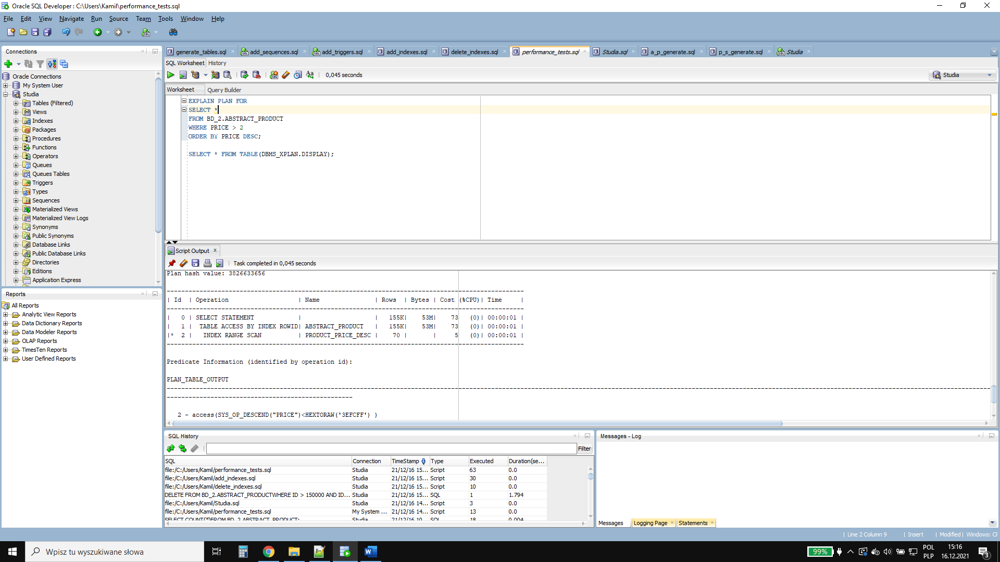 Oracle SQL Developer : C:\Users\Kamil\performance_tests.sql
File Edit View Navigate Run Source Team Tools Window Help
Connections
Oracle Connections
My System User
Studia
Tables (Filtered)
Views
Indexes
Packages
Procedures
Functions
Operators
Queues
Queues Tables
Triggers
Types
Sequences
Materialized Views
Materialized View Logs
Synonyms
Public Synonyms
Database Links
Public Database Links
Directories
Editions
Application Express
Reports
All Reports
Analytic View Reports
Data Dictionary Reports
Data Modeler Reports
OLAP Reports
TimesTen Reports
User Defined Reports
generate_tables.sql add_sequences.sql add_triggers.sql add_indexes.sql delete_indexes.sql performance_tests.sql Studia.sql a_p_generate.sql p_s_generate.sql Studia
SQL Worksheet History
0,045 seconds
Studia
Worksheet Query Builder
EXPLAIN PLAN FOR
SELECT *
FROM BD_2.ABSTRACT_PRODUCT
WHERE PRICE > 2
ORDER BY PRICE DESC;
SELECT * FROM TABLE(DBMS_XPLAN.DISPLAY);
Script Output
Task completed in 0,045 seconds
Plan hash value: 3826633656
--------------------------------------------------------------------------------------------------
| Id | Operation | Name | Rows | Bytes | Cost (%CPU)| Time |
--------------------------------------------------------------------------------------------------
| 0 | SELECT STATEMENT | | 155K| 53M| 73 (0)| 00:00:01 |
| 1 | TABLE ACCESS BY INDEX ROWID| ABSTRACT_PRODUCT | 155K| 53M| 73 (0)| 00:00:01 |
|* 2 | INDEX RANGE SCAN | PRODUCT_PRICE_DESC | 70 | | 5 (0)| 00:00:01 |
--------------------------------------------------------------------------------------------------
Predicate Information (identified by operation id):
PLAN_TABLE_OUTPUT
--------------------------------------------------------------------------------------------------
---------------------------------------------------
2 - access(SYS_OP_DESCEND("PRICE")<HEXTORAW('3EFCFF') )
SQL History
Filter
SQL Connection TimeStamp Type Executed Duration(se...
file:/C:/Users/Kamil/performance_tests.sql Studia 21/12/16 15... Script 63 0.0
file:/C:/Users/Kamil/add_indexes.sql Studia 21/12/16 15... Script 30 0.0
file:/C:/Users/Kamil/delete_indexes.sql Studia 21/12/16 15... Script 10 0.0
DELETE FROM BD_2.ABSTRACT_PRODUCTWHERE ID > 150000 AND ID... Studia 21/12/16 15... SQL 1 1.794
file:/C:/Users/Kamil/Studia.sql Studia 21/12/16 14... Script 3 0.0
file:/C:/Users/Kamil/performance_tests.sql My System ... 21/12/16 14... Script 13 0.0
SELECT COUNT(*)FROM BD_2.ABSTRACT_PRODUCT; Studia 21/12/16 10... SQL 18 0.004
Messages - Log
Messages Logging Page Statements
| Line 2 Column 9 | Insert | Modified | Windows: CF
Wpisz tu wyszukiwane słowa
99%
POL
PLP
15:16
16.12.2021
3